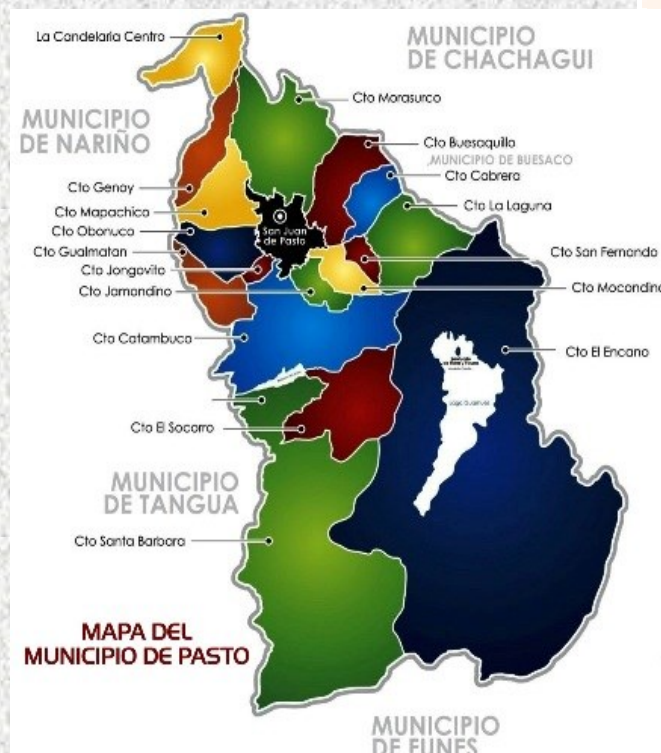 La Candelaria Centro
MUNICIPIO
DE CHACHAGUI
Cto Morasurco
MUNICIPIO
DE NARIÑO
Cto Buesaquillo
MUNICIPIO DE BUESACO
Cto Cabrera
Cto Genoy
Cto La Laguna
Cto Mapachico
Cto Obonuco
San Juan
de Pasto
Cto Gualmatan
Cto San Fernando
Cto Jongovito
Cto Jamondino
Cto Mocondino
Cto Catambuco
Cto El Encano
Lago Guamuez
Cto El Socorro
MUNICIPIO
DE TANGUA
Cto Santa Barbara
MAPA DEL
MUNICIPIO DE PASTO
MUNICIPIO
DE FUNES